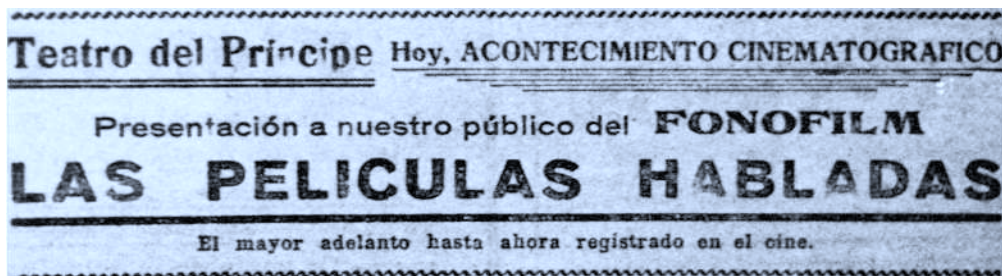 Teatro del Príncipe Hoy, ACONTECIMIENTO CINEMATOGRAFICO
Presentación a nuestro público del FONOFILM
LAS PELICULAS HABLADAS
El mayor adelanto hasta ahora registrado en el cine.